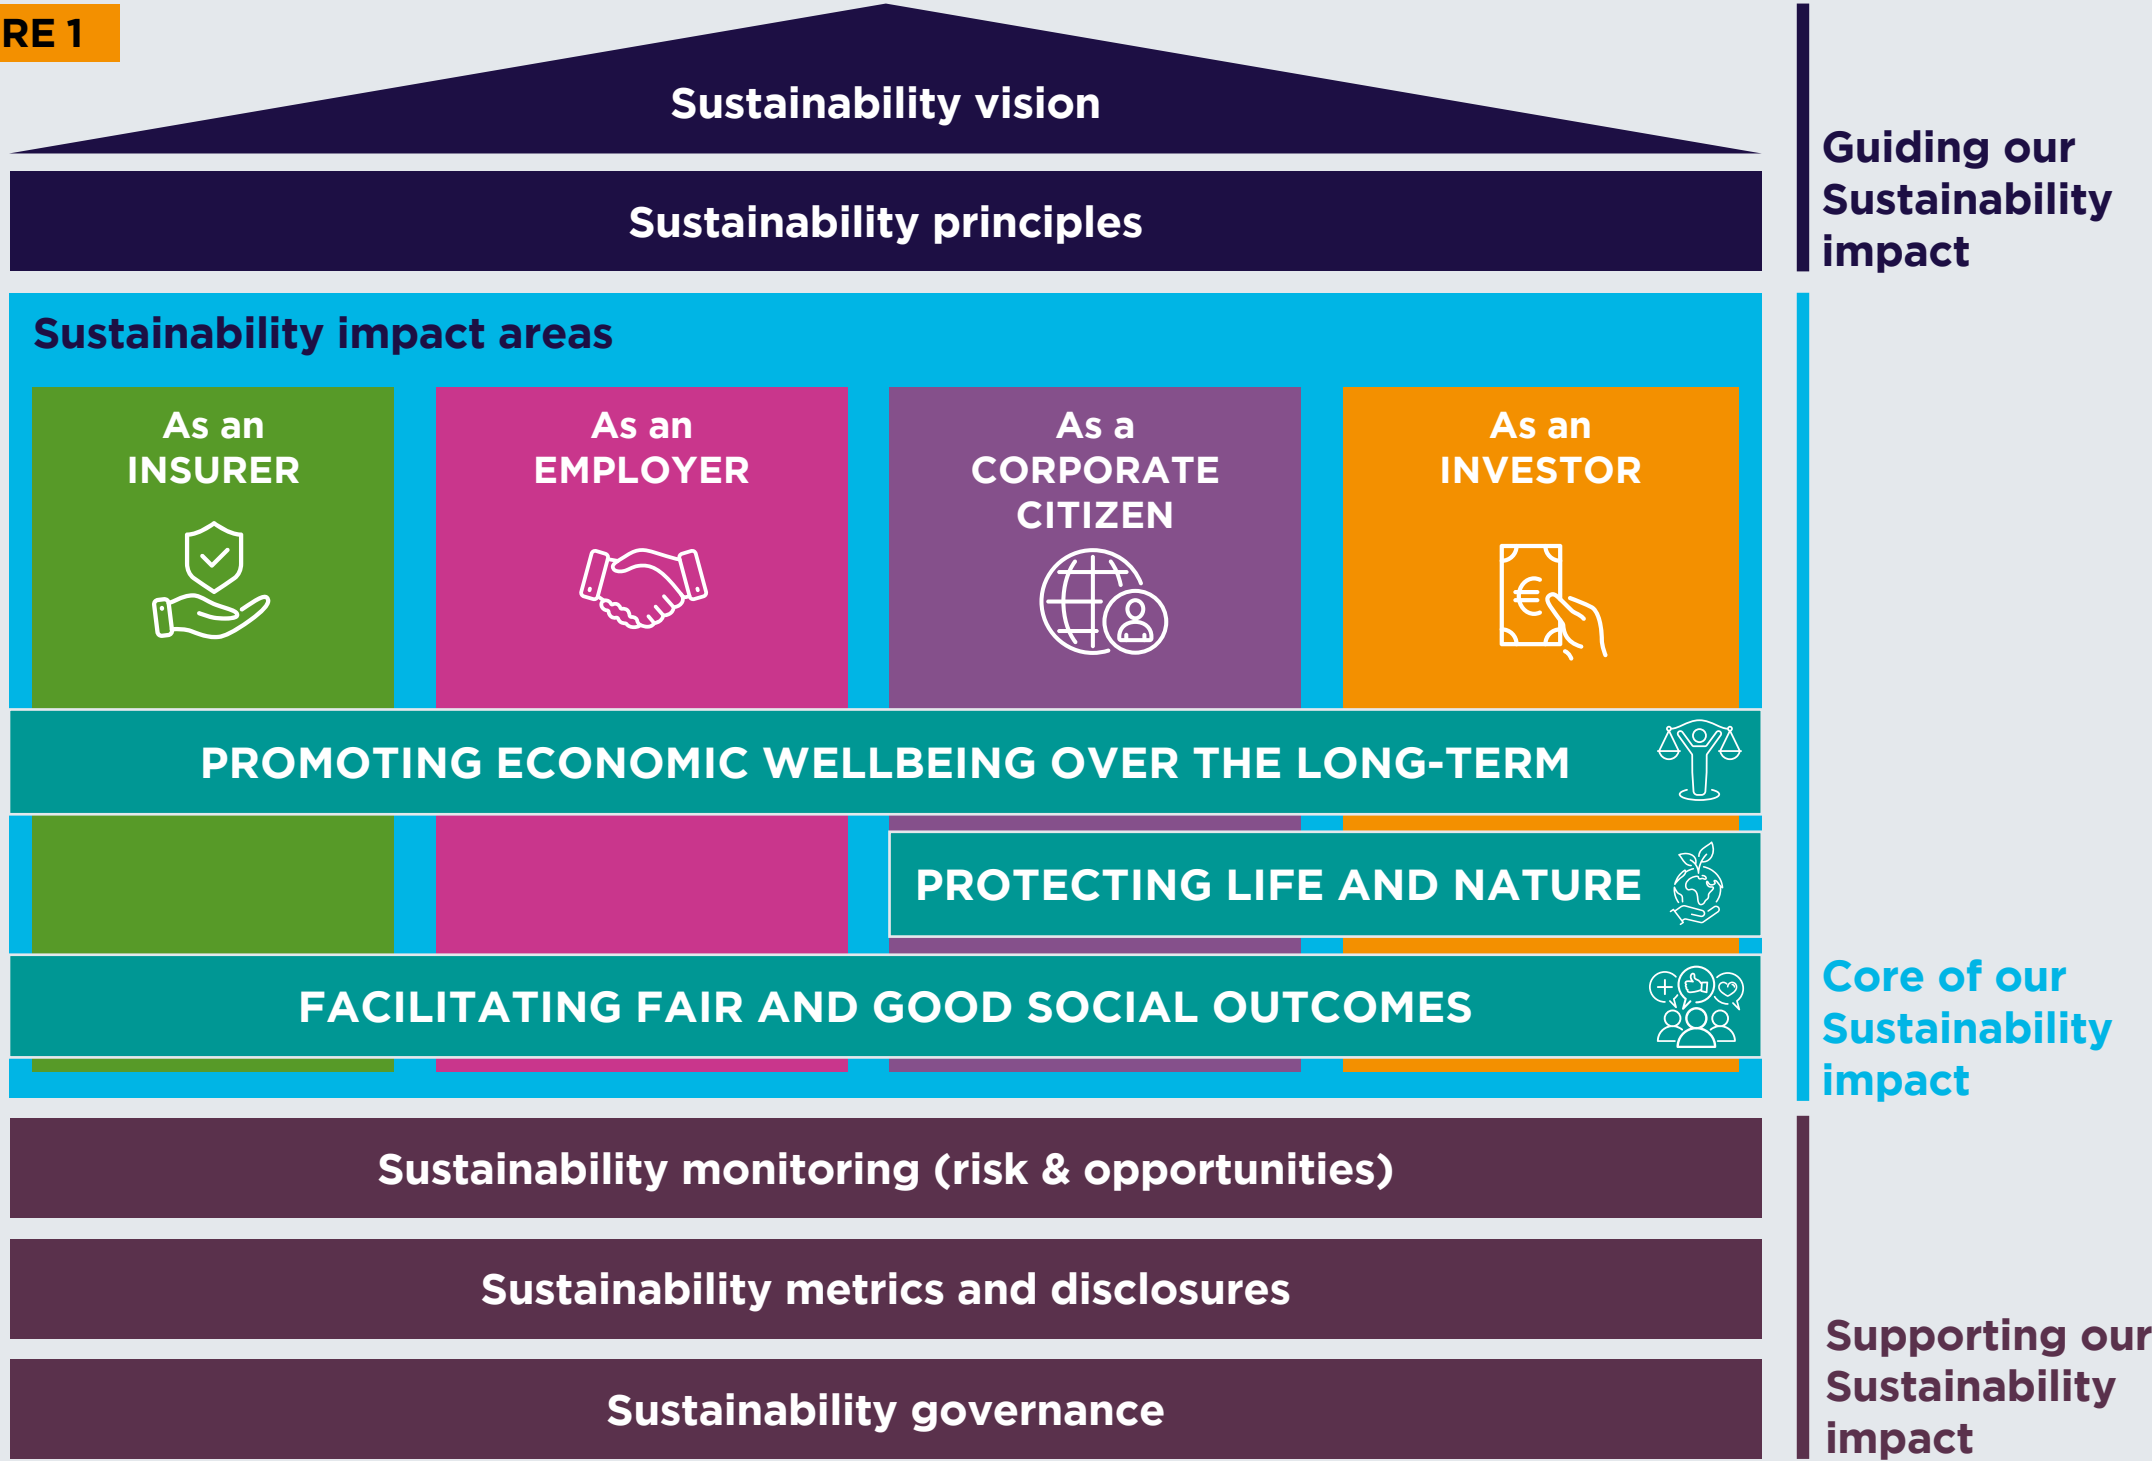 RE 1
Sustainability vision
Sustainability principles
Guiding our
Sustainability
impact
Sustainability impact areas
As an
INSURER
As an
EMPLOYER
As a
CORPORATE
CITIZEN
As an
INVESTOR
€
PROMOTING ECONOMIC WELLBEING OVER THE LONG-TERM
PROTECTING LIFE AND NATURE
FACILITATING FAIR AND GOOD SOCIAL OUTCOMES
Core of our
Sustainability
impact
Sustainability monitoring (risk & opportunities)
Sustainability metrics and disclosures
Sustainability governance
Supporting our
Sustainability
impact